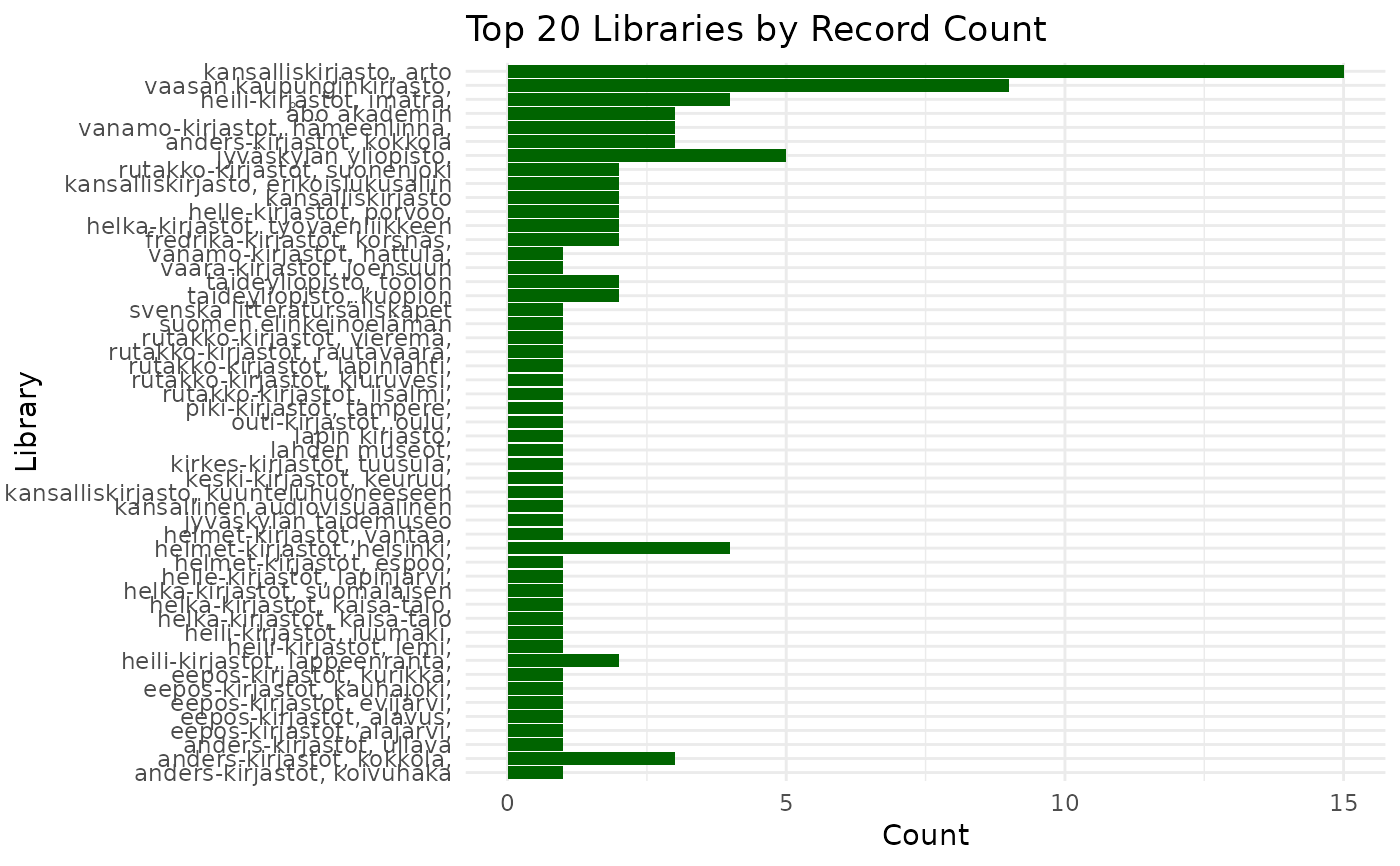 Top 20 Libraries by Record Count
kansalliskirjasto, arto
vaasan kaupunginkirjasto,
heili-kirjastot, imatra,
åbo akademin
vanamo-kirjastot, hämeenlinna,
anders-kirjastot, kokkola
jyväskylän yliopisto,
rutakko-kirjastot, suonenjoki
kansalliskirjasto, erikoislukusaliin
kansalliskirjasto
helle-kirjastot, porvoo,
helka-kirjastot, työväenliikkeen
fredrika-kirjastot, korsnäs,
vanamo-kirjastot, hattula,
vaara-kirjastot, joensuun
taideyliopisto, töölön
taideyliopisto, kuopion
svenska litteratursällskapet
suomen elinkeinoelämän
rutakko-kirjastot, vieremä,
rutakko-kirjastot, rautavaara,
rutakko-kirjastot, lapinlahti,
rutakko-kirjastot, kiuruvesi,
rutakko-kirjastot, iisalmi,
piki-kirjastot, tampere,
outi-kirjastot, oulu,
lapin kirjasto,
lahden museot,
kirkes-kirjastot, tuusula,
keski-kirjastot, keuruu,
kansalliskirjasto, kuunteluhuoneeseen
kansallinen audiovisuaalinen
jyväskylän taidemuseo
helmet-kirjastot, vantaa,
helmet-kirjastot, helsinki,
helmet-kirjastot, espoo,
helle-kirjastot, lapinjärvi,
helka-kirjastot, suomalaisen
helka-kirjastot, kaisa-talo,
helka-kirjastot, kaisa-talo
heili-kirjastot, luumäki,
heili-kirjastot, lemi,
heili-kirjastot, lappeenranta,
eepos-kirjastot, kurikka,
eepos-kirjastot, kauhajoki,
eepos-kirjastot, evijärvi,
eepos-kirjastot, alavus,
eepos-kirjastot, alajärvi,
anders-kirjastot, ullava
anders-kirjastot, kokkola,
anders-kirjastot, koivuhaka
Library
0 5 10 15
Count